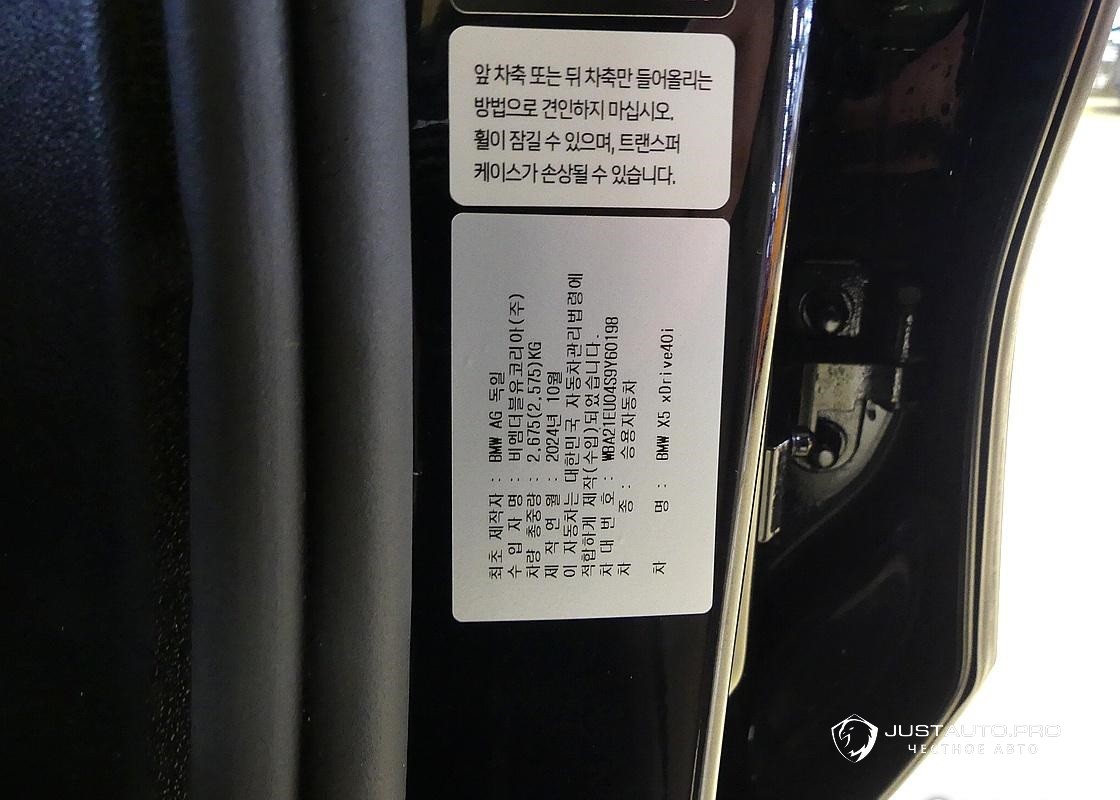 앞 차축 또는 뒤 차축만 들어올리는
방법으로 견인하지 마십시오.
휠이 잠길 수 있으며, 트랜스퍼
케이스가 손상될 수 있습니다.
최초 제작자 : BMW AG 독일
수 입 자 명 : 비엠더블유코리아(주)
차량 총중량 : 2,675(2,575)KG
제 작 연 월 : 2024년 10월
이 자동차는 대한민국 자동차관리법령에
적합하게 제작(수입)되었습니다.
차 대 번 호 : WBA21EU04S9Y60198
차 종 : 승용자동차
차 명 : BMW X5 xDrive40i
JUSTAUTO.PRO
ЧЕСТНОЕ АВТО